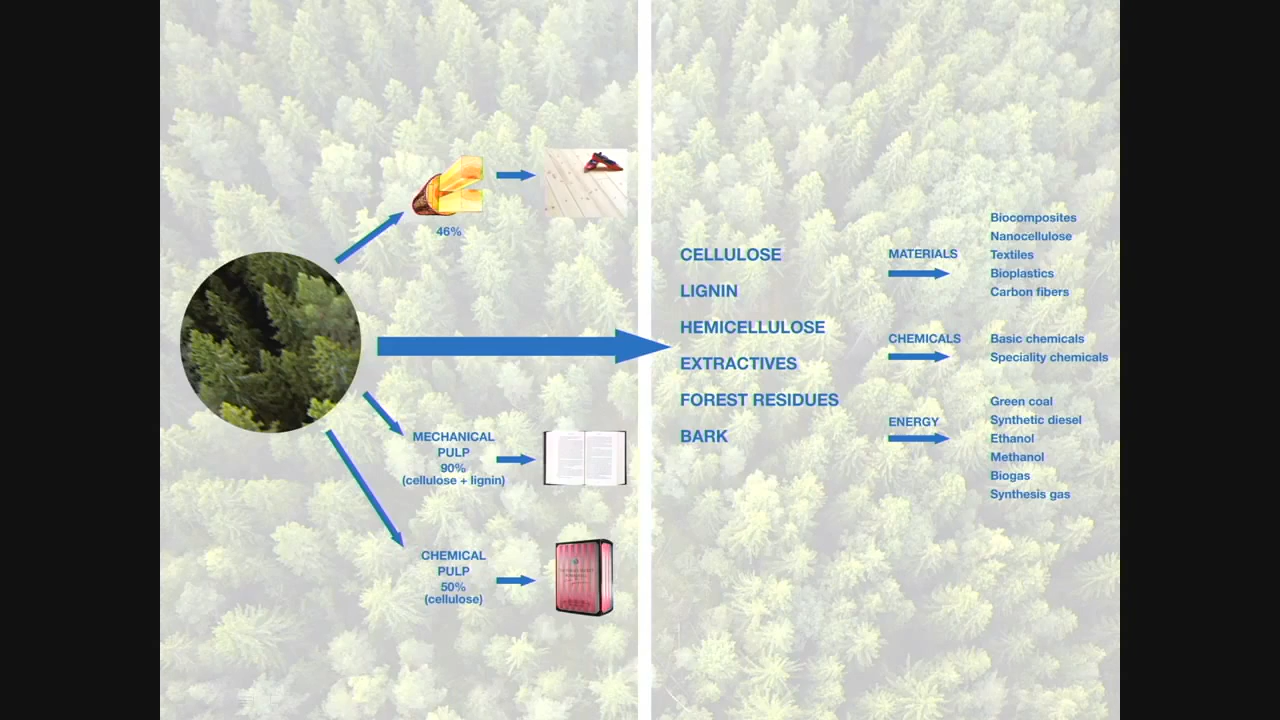 46%
MECHANICAL
PULP
90%
(cellulose + lignin)
CHEMICAL
PULP
50%
(cellulose)
CELLULOSE
LIGNIN
HEMICELLULOSE
EXTRACTIVES
FOREST RESIDUES
BARK
MATERIALS
Biocomposites
Nanocellulose
Textiles
Bioplastics
Carbon fibers
CHEMICALS
Basic chemicals
Speciality chemicals
ENERGY
Green coal
Synthetic diesel
Ethanol
Methanol
Biogas
Synthesis gas